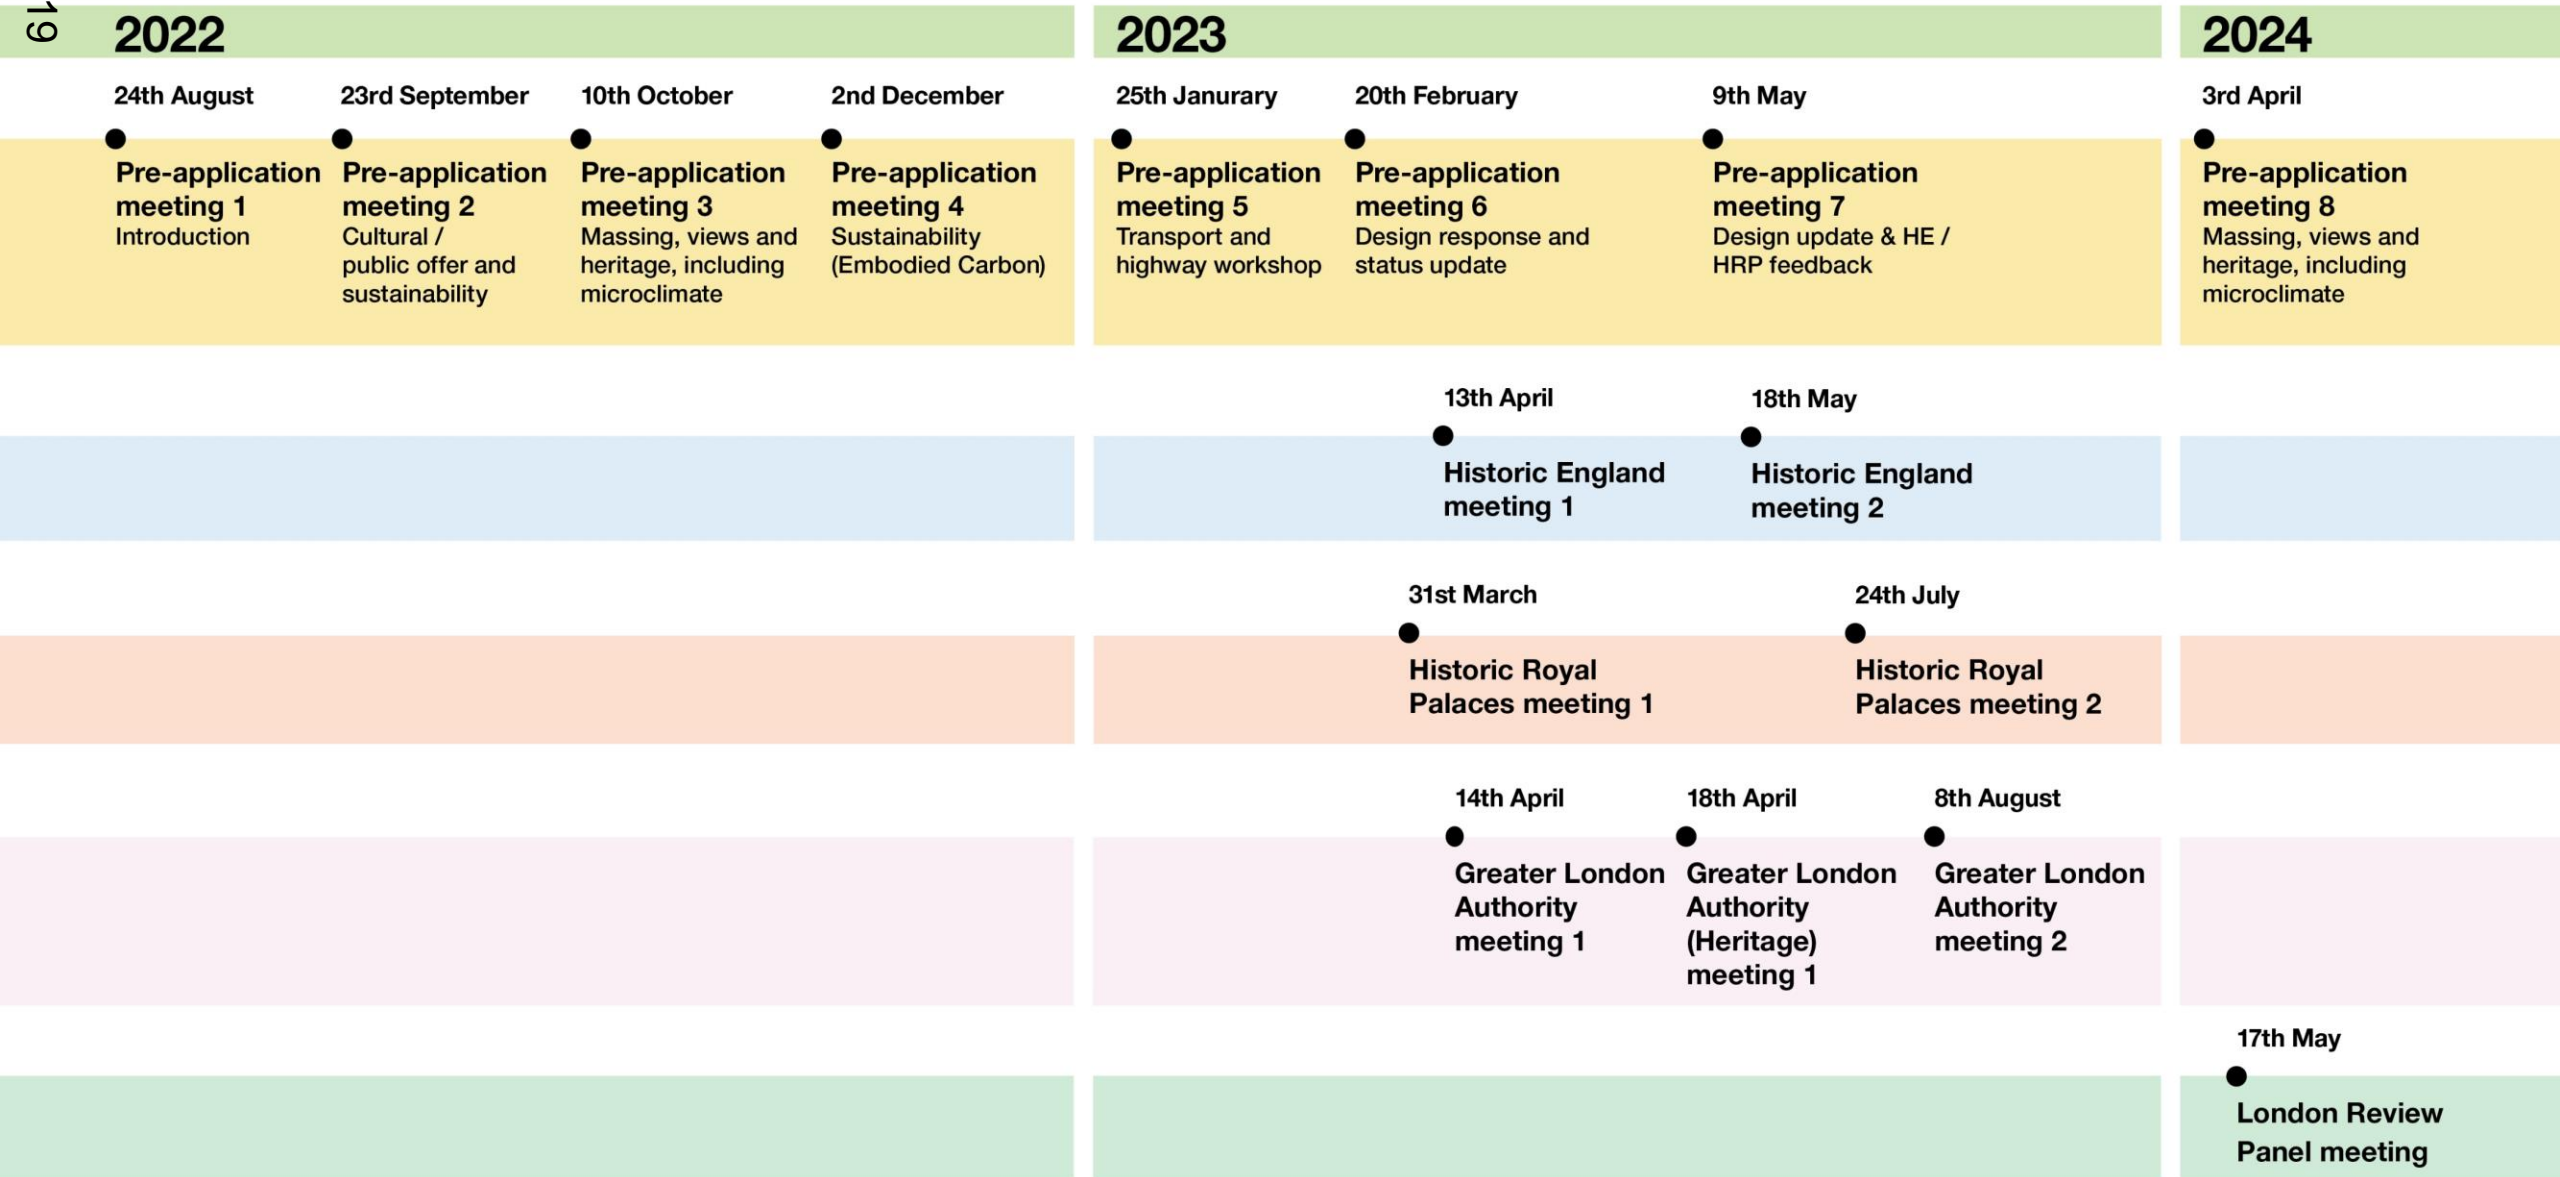 19
2022
2023
2024
24th August
23rd September
10th October
2nd December
25th Janurary
20th February
9th May
3rd April
Pre-application
meeting 1
Introduction
Pre-application
meeting 2
Cultural /
public offer and
sustainability
Pre-application
meeting 3
Massing, views and
heritage, including
microclimate
Pre-application
meeting 4
Sustainability
(Embodied Carbon)
Pre-application
meeting 5
Transport and
highway workshop
Pre-application
meeting 6
Design response and
status update
Pre-application
meeting 7
Design update & HE /
HRP feedback
Pre-application
meeting 8
Massing, views and
heritage, including
microclimate
13th April
18th May
Historic England
meeting 1
Historic England
meeting 2
31st March
24th July
Historic Royal
Palaces meeting 1
Historic Royal
Palaces meeting 2
14th April
18th April
8th August
Greater London
Authority
meeting 1
Greater London
Authority
(Heritage)
meeting 1
Greater London
Authority
meeting 2
17th May
London Review
Panel meeting